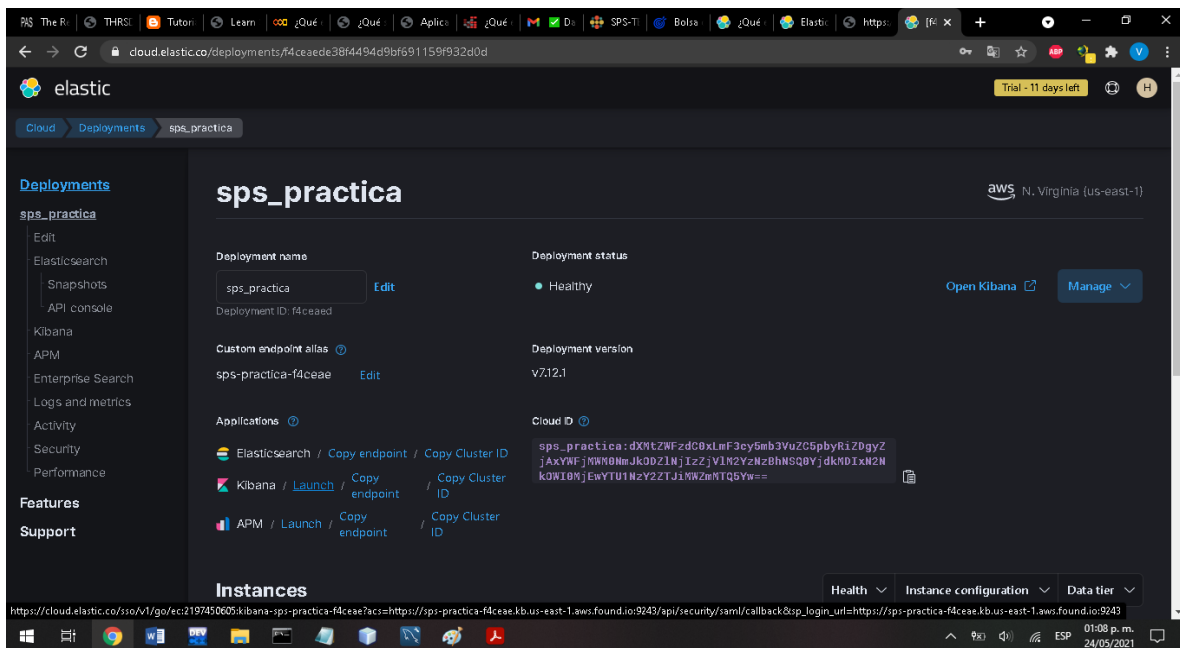 PAS The Re
THRSC
Tutori
Learn
¿Qué
¿Qué
Aplica
¿Qué
Da
SPS-TI
Bolsa
¿Qué
Elastic
https:
[f4
cloud.elastic.co/deployments/f4ceaede38f4494d9bf691159f932d0d
ABP
V
elastic
Trial - 11 days left
H
Cloud
Deployments
sps_practica
Deployments
sps_practica
Edit
Elasticsearch
Snapshots
API console
Kibana
APM
Enterprise Search
Logs and metrics
Activity
Security
Performance
Features
Support
sps_practica
aws N. Virginia (us-east-1)
Deployment name
sps_practica
Edit
Deployment ID: f4ceaed
Deployment status
Healthy
Open Kibana
Manage
Custom endpoint alias
sps-practica-f4ceae Edit
Deployment version
v7.12.1
Applications
Elasticsearch / Copy endpoint / Copy Cluster ID
Kibana / Launch / Copy endpoint / Copy Cluster ID
APM / Launch / Copy endpoint / Copy Cluster ID
Cloud ID
Instances
Health
Instance configuration
Data tier
https://cloud.elastic.co/sso/v1/go/ec:2197450605:kibana-sps-practica-f4ceae?acs=https://sps-practica-f4ceae.kb.us-east-1.aws.found.io:9243/api/security/saml/callback&sp_login_url=https://sps-practica-f4ceae.kb.us-east-1.aws.found.io:9243
DEV
ESP
01:08 p. m.
24/05/2021